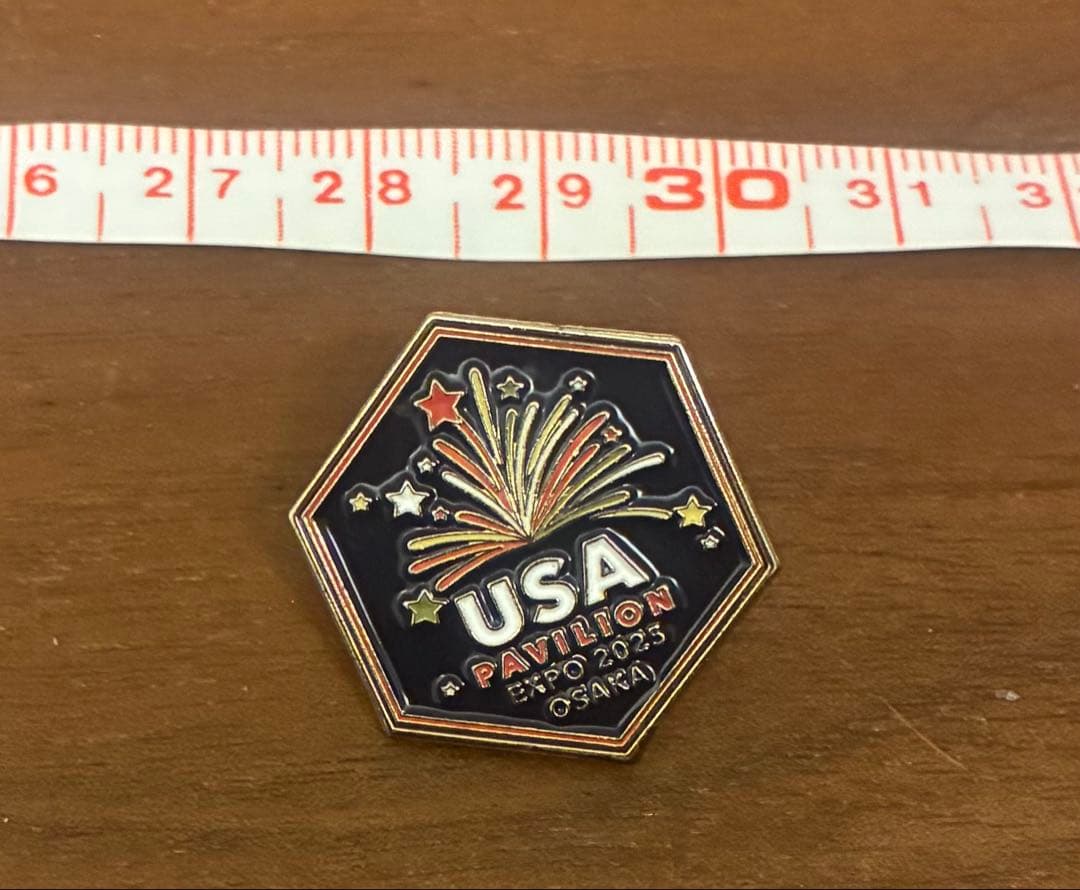 6 27 28 29 30 31 3
USA
PAVILION
EXPO 2025
OSAKA